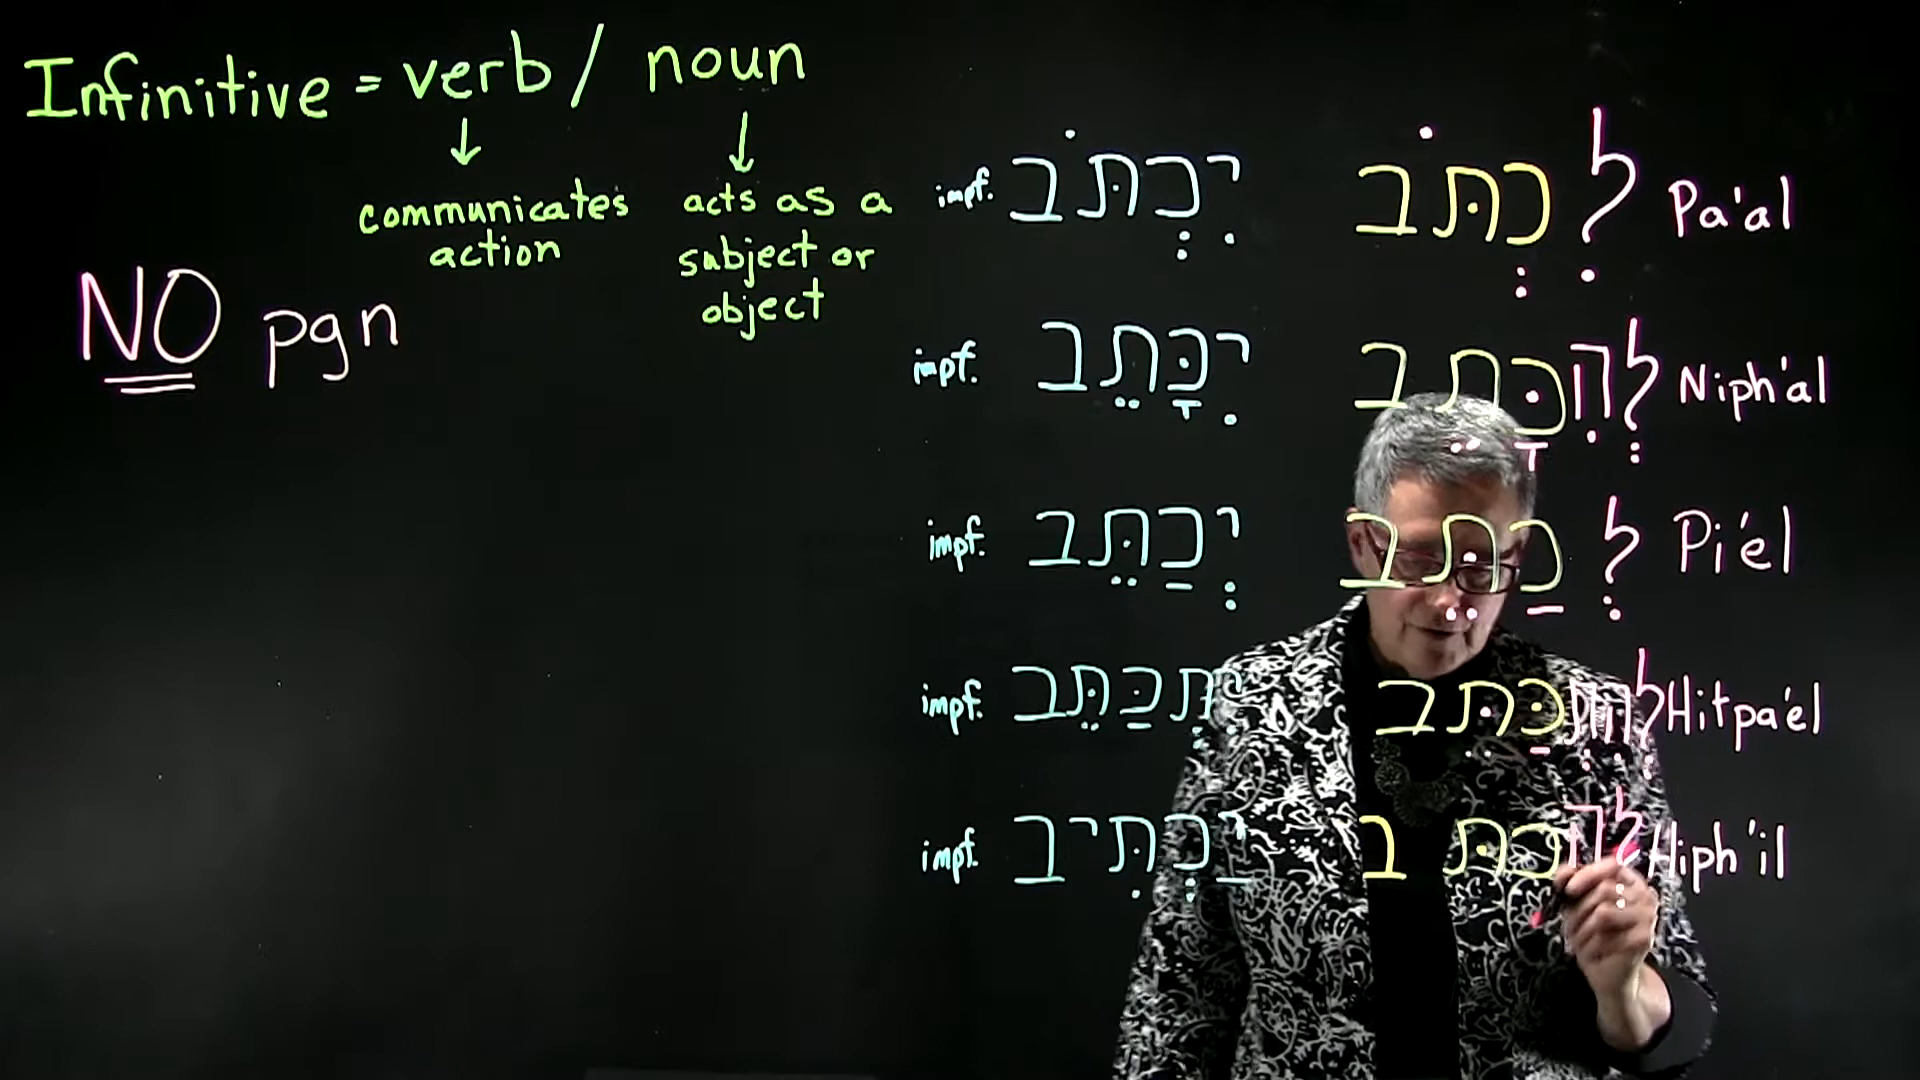 Infinitive = verb / noun
communicates action
acts as a subject or object
NO pgn
impf. יִכְתֹּב לִכְתֹּב Pa'al
impf. יִכָּתֵב לְהִכָּתֵב Niph'al
impf. יְכַתֵּב לְכַתֵּב Pi'el
impf. יִתְכַּתֵּב לְהִתְכַּתֵּב Hitpa'el
impf. יַכְתִּיב Hiph'il